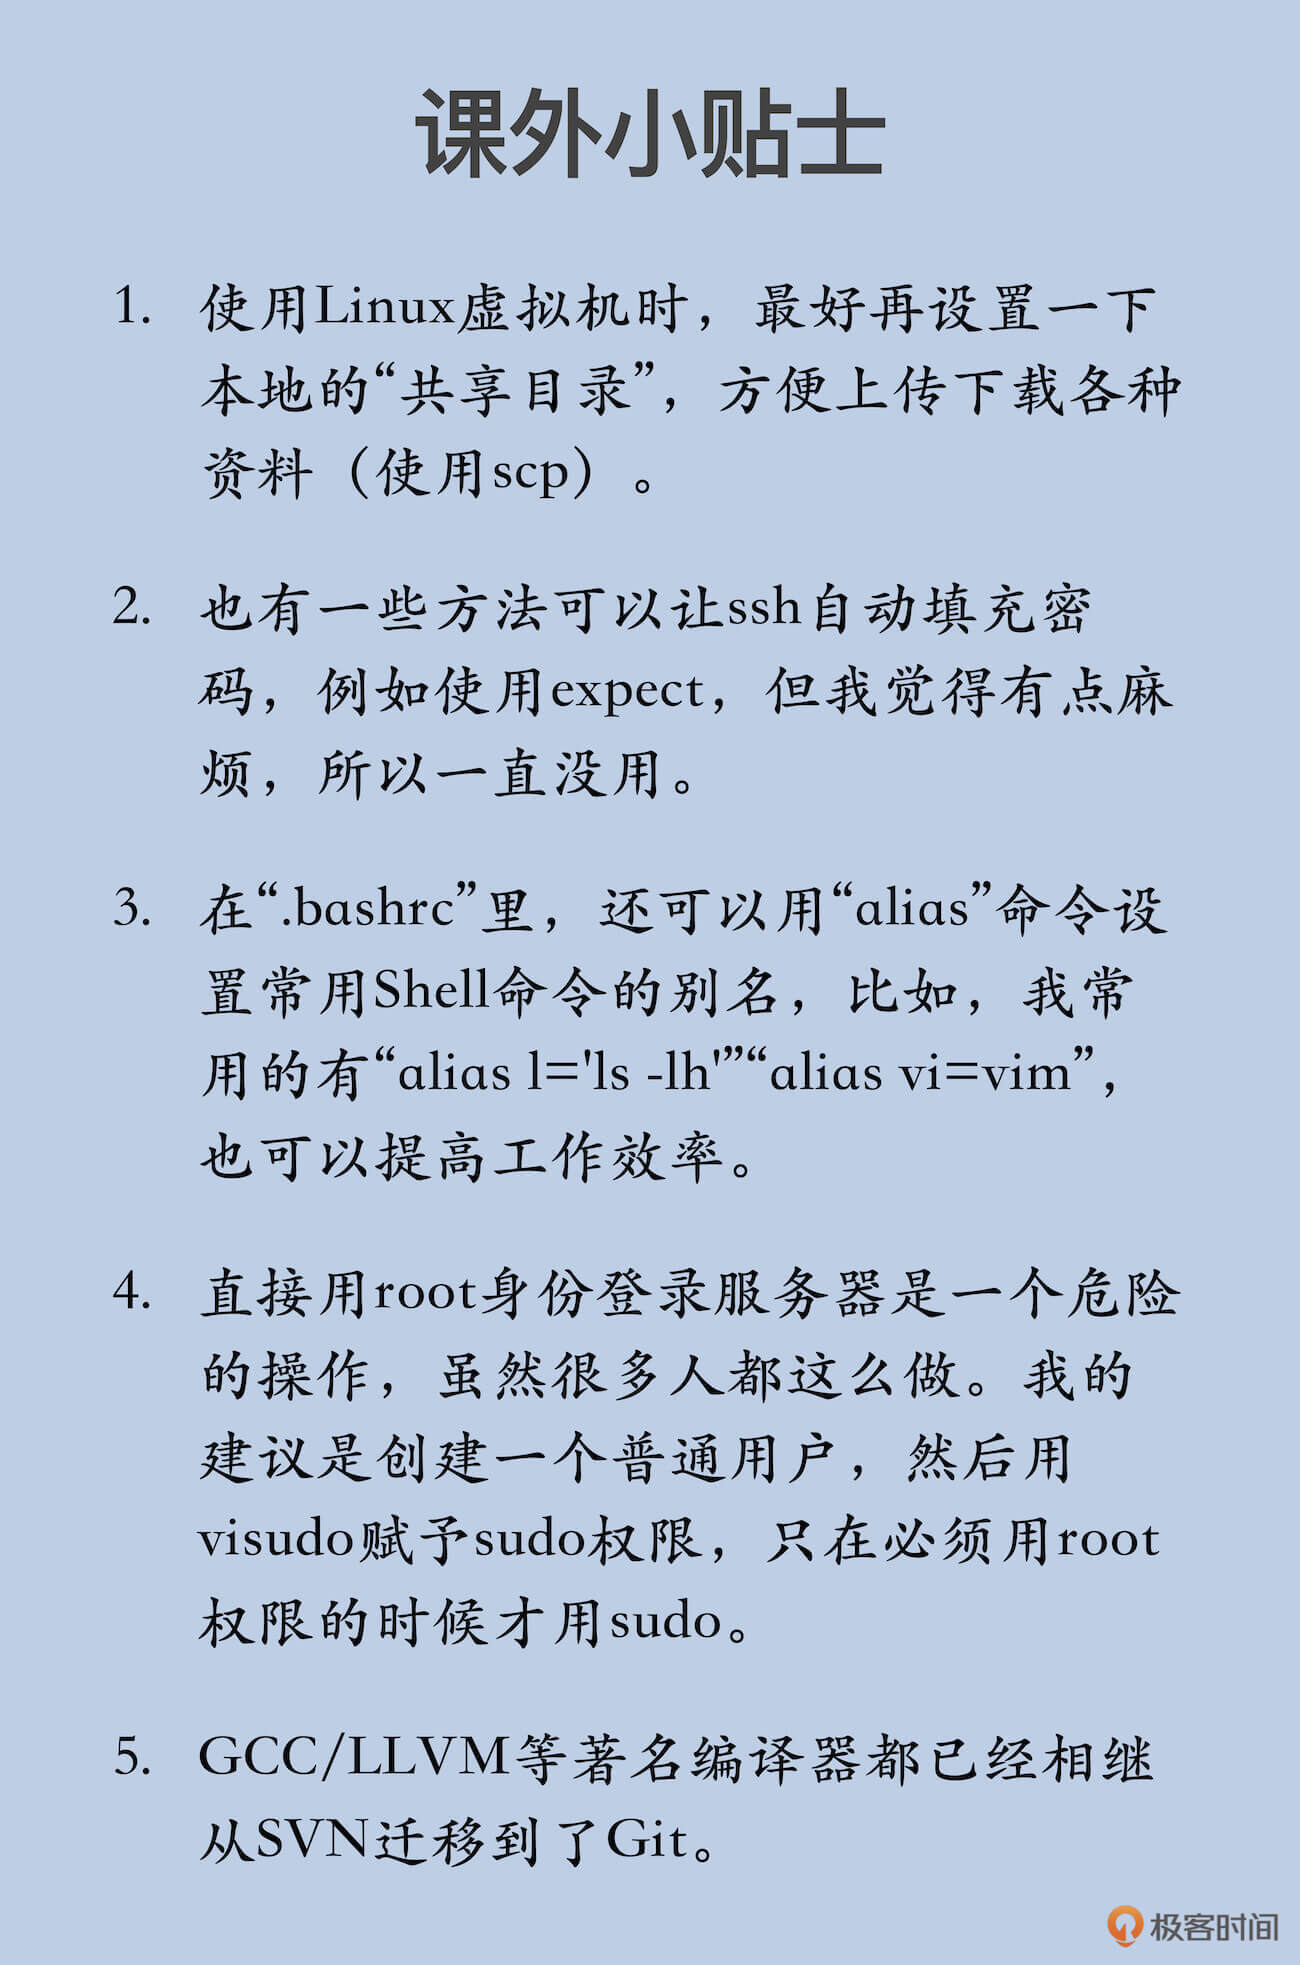 课外小贴士
1. 使用Linux虚拟机时，最好再设置一下
本地的“共享目录”，方便上传下载各种
资料（使用scp）。
2. 也有一些方法可以让ssh自动填充密
码，例如使用expect，但我觉得有点麻
烦，所以一直没用。
3. 在“.bashrc”里，还可以用“alias”命令设
置常用Shell命令的别名，比如，我常
用的有“alias l='ls -lh'”“alias vi=vim”，
也可以提高工作效率。
4. 直接用root身份登录服务器是一个危险
的操作，虽然很多人都这么做。我的
建议是创建一个普通用户，然后用
visudo赋予sudo权限，只在必须用root
权限的时候才用sudo。
5. GCC/LLVM等著名编译器都已经相继
从SVN迁移到了Git。
极客时间